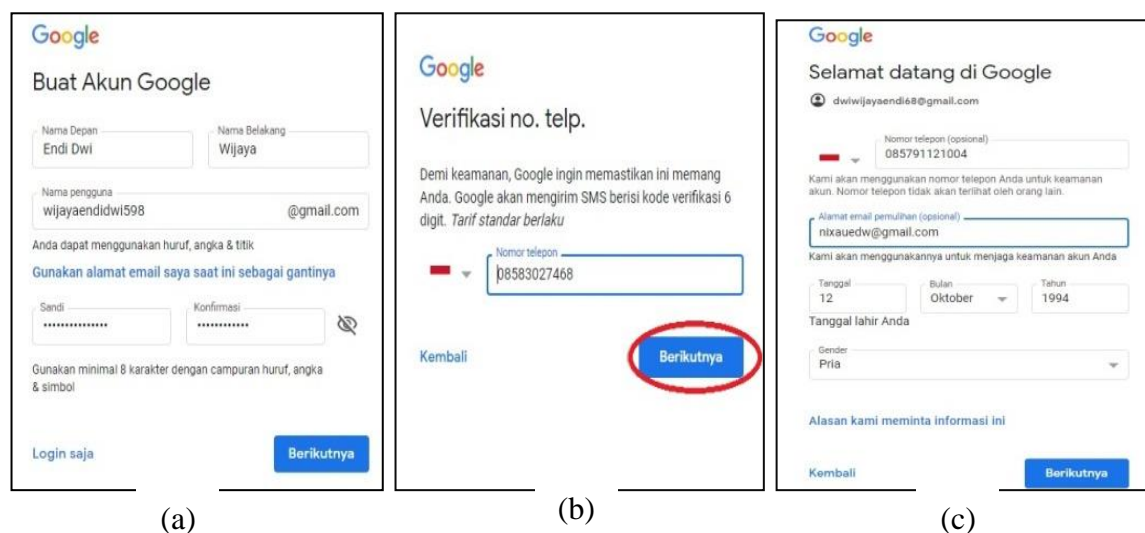 Google
Buat Akun Google
Nama Depan
Endi Dwi
Nama Belakang
Wijaya
Nama pengguna
wijayaendidwi598
@gmail.com
Anda dapat menggunakan huruf, angka & titik
Gunakan alamat email saya saat ini sebagai gantinya
Sandi
Konfirmasi
Gunakan minimal 8 karakter dengan campuran huruf, angka
& simbol
Login saja
Berikutnya
(a)
Google
Verifikasi no. telp.
Demi keamanan, Google ingin memastikan ini memang
Anda. Google akan mengirim SMS berisi kode verifikasi 6
digit. Tarif standar berlaku
Nomor telepon
08583027468
Kembali
Berikutnya
(b)
Google
Selamat datang di Google
dwiwijayaendi68@gmail.com
Nomor telepon (opsional)
085791121004
Kami akan menggunakan nomor telepon Anda untuk keamanan
akun. Nomor telepon tidak akan terlihat oleh orang lain.
Alamat email pemulihan (opsional)
nixauedw@gmail.com
Kami akan menggunakannya untuk menjaga keamanan akun Anda
Tanggal
12
Bulan
Oktober
Tahun
1994
Tanggal lahir Anda
Gender
Pria
Alasan kami meminta informasi ini
Kembali
Berikutnya
(c)